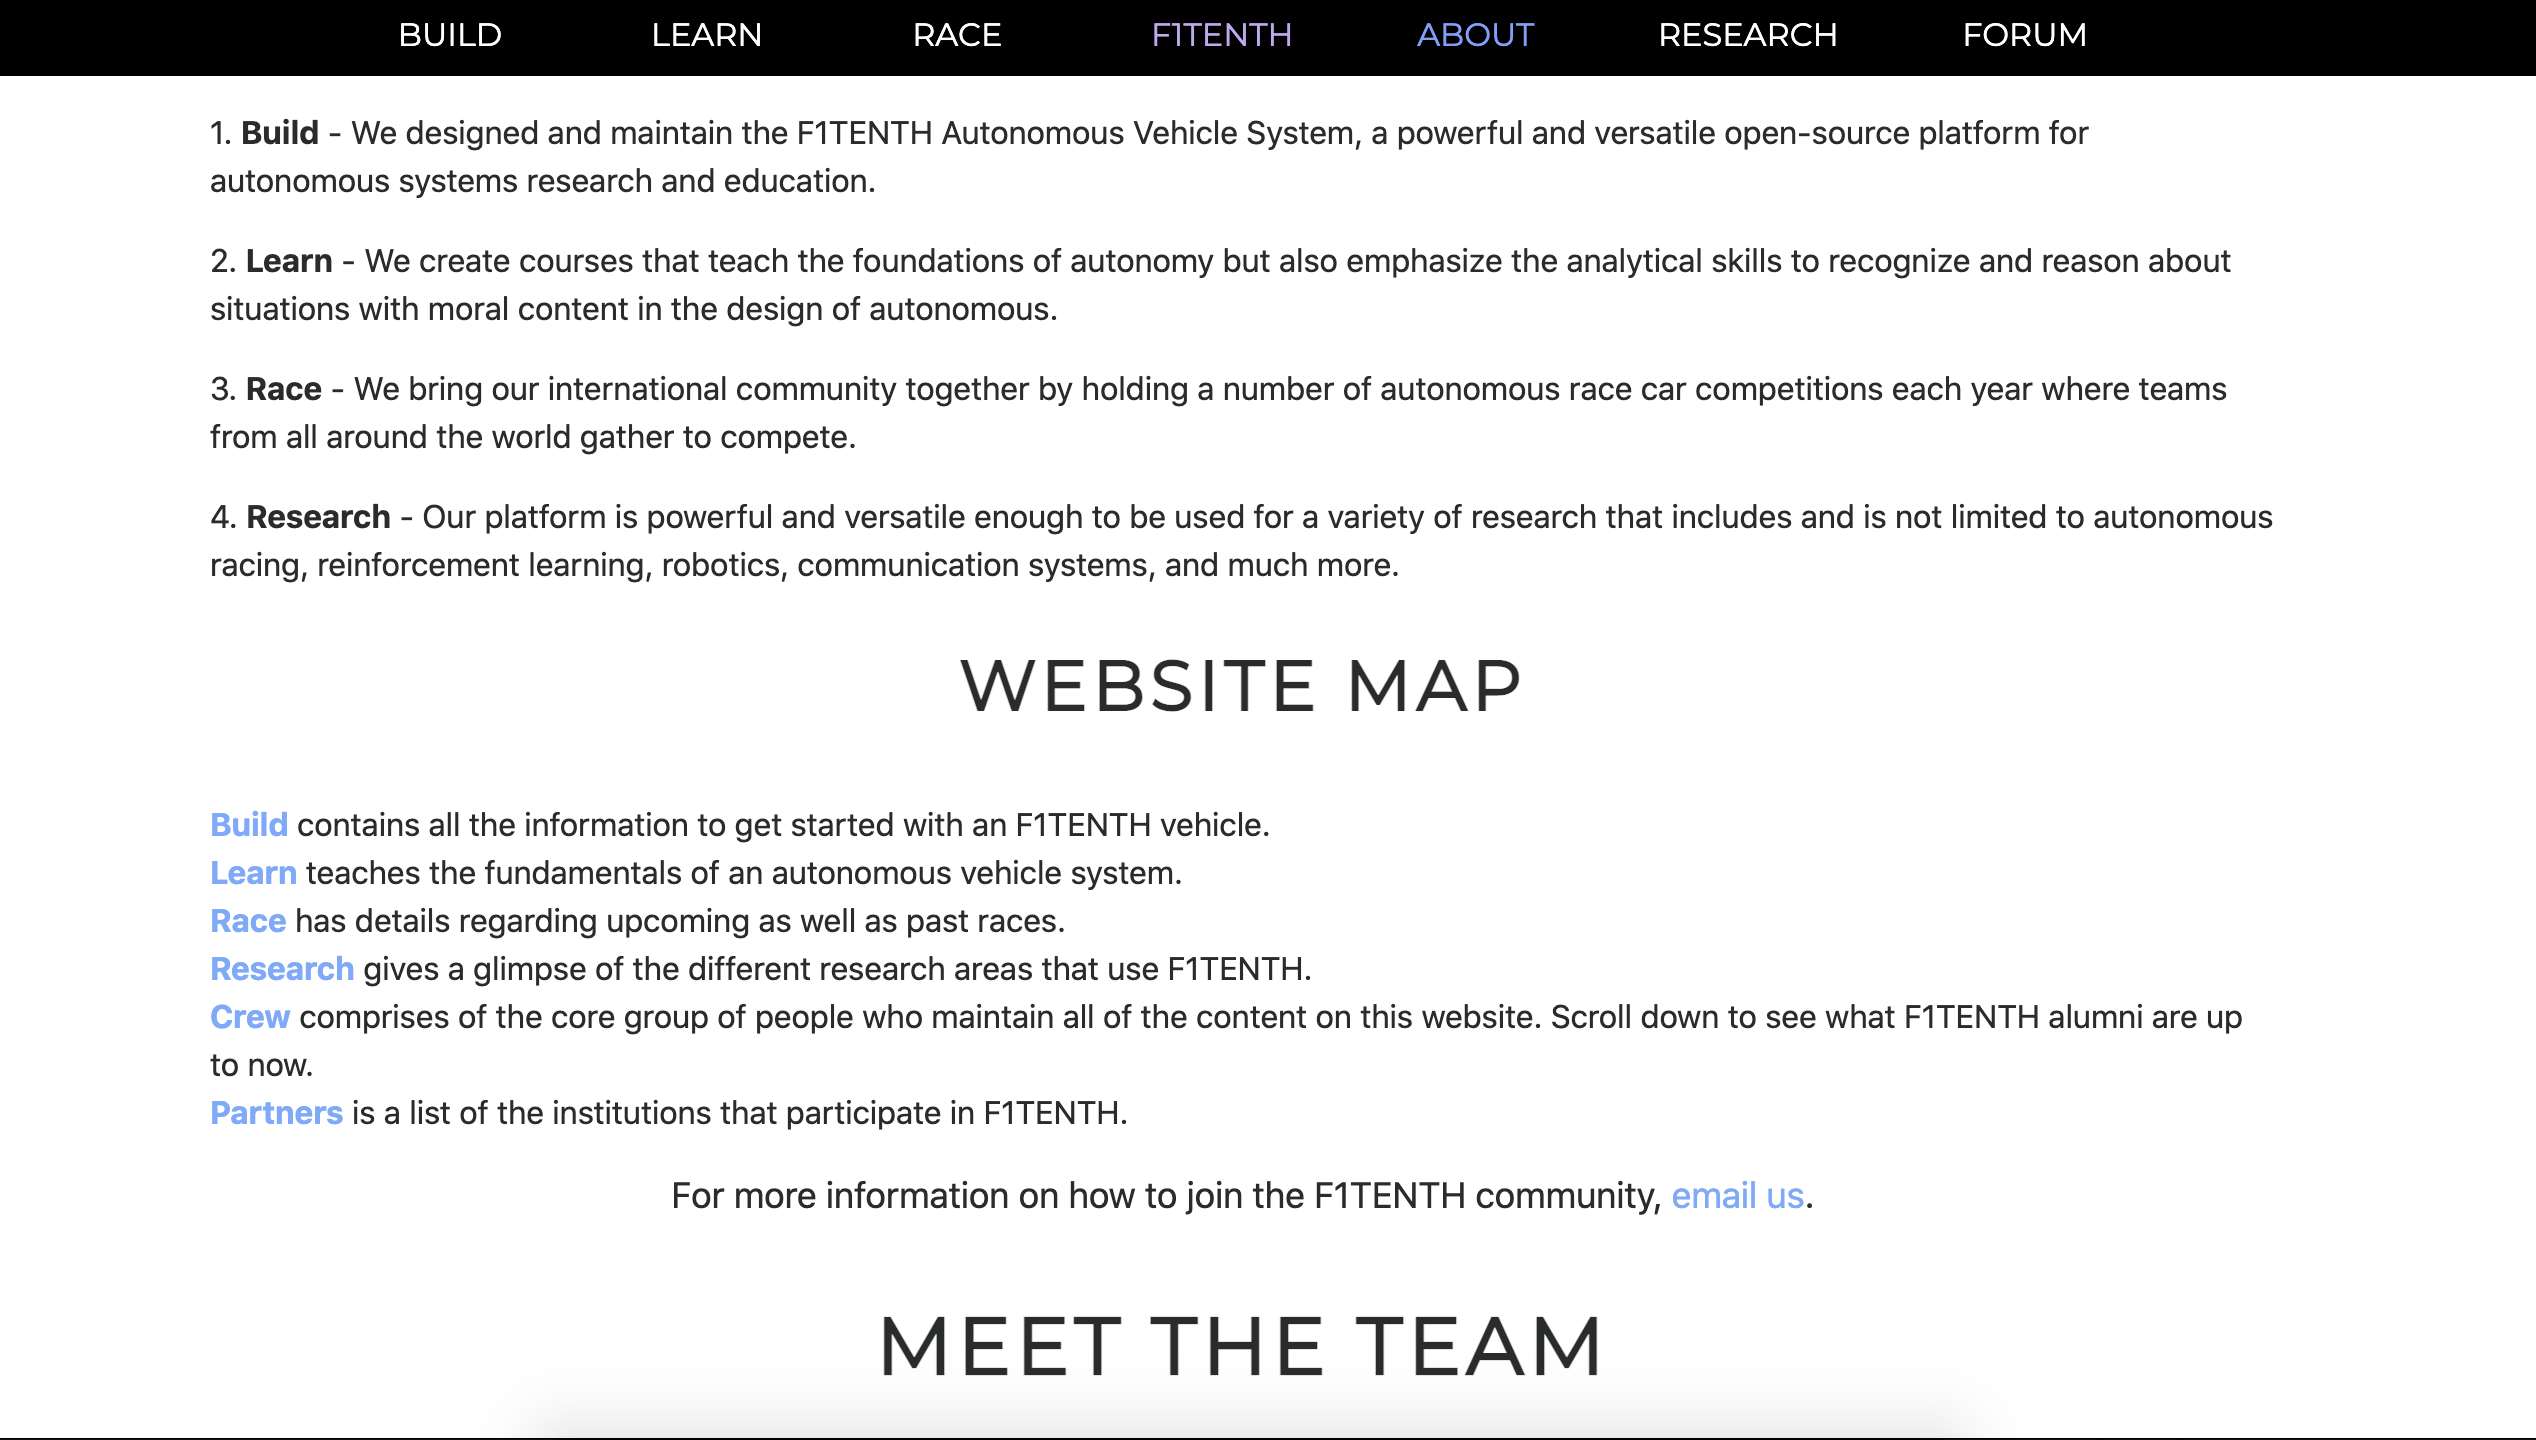 BUILD LEARN RACE F1TENTH ABOUT RESEARCH FORUM
1. Build - We designed and maintain the F1TENTH Autonomous Vehicle System, a powerful and versatile open-source platform for
autonomous systems research and education.
2. Learn - We create courses that teach the foundations of autonomy but also emphasize the analytical skills to recognize and reason about
situations with moral content in the design of autonomous.
3. Race - We bring our international community together by holding a number of autonomous race car competitions each year where teams
from all around the world gather to compete.
4. Research - Our platform is powerful and versatile enough to be used for a variety of research that includes and is not limited to autonomous
racing, reinforcement learning, robotics, communication systems, and much more.
WEBSITE MAP
Build contains all the information to get started with an F1TENTH vehicle.
Learn teaches the fundamentals of an autonomous vehicle system.
Race has details regarding upcoming as well as past races.
Research gives a glimpse of the different research areas that use F1TENTH.
Crew comprises of the core group of people who maintain all of the content on this website. Scroll down to see what F1TENTH alumni are up
to now.
Partners is a list of the institutions that participate in F1TENTH.
For more information on how to join the F1TENTH community, email us.
MEET THE TEAM